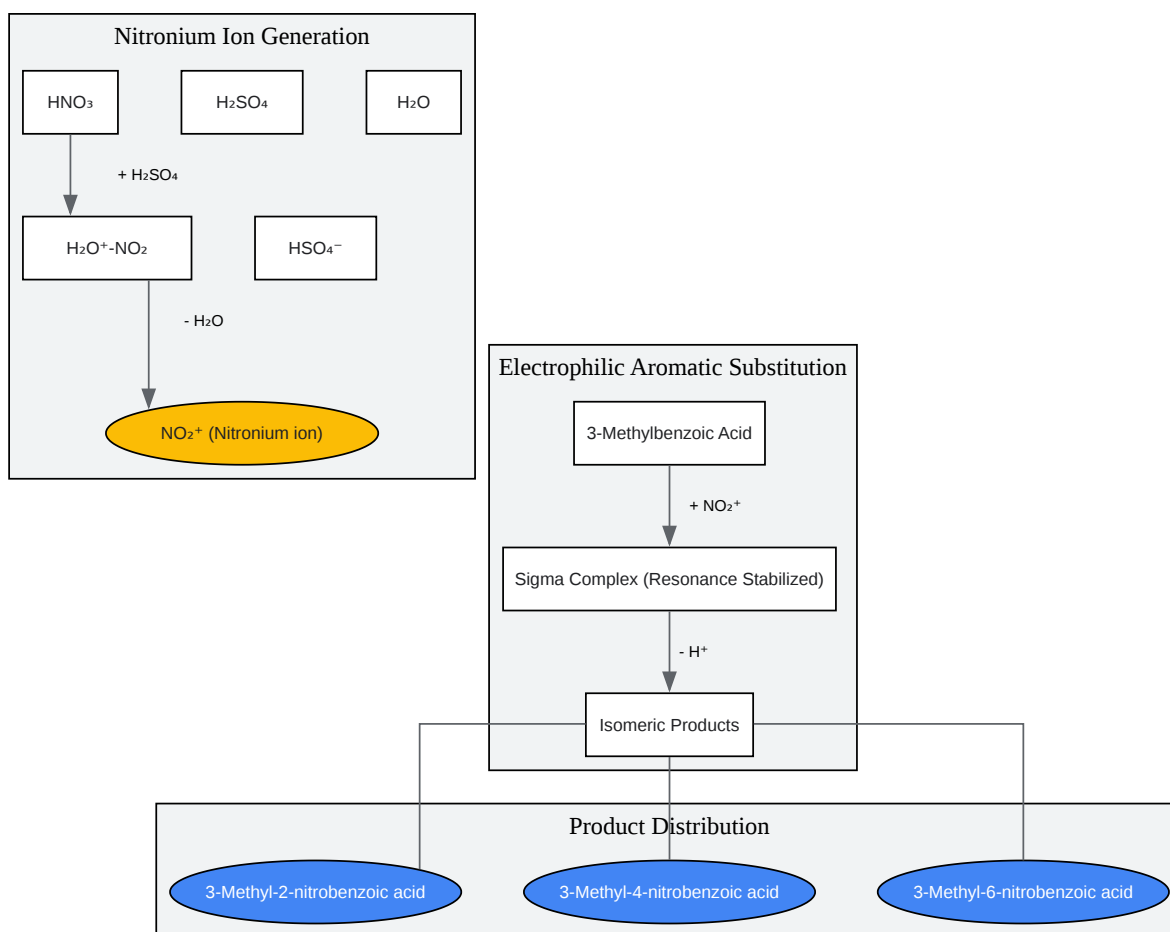 Nitronium Ion Generation
HNO₃
H₂SO₄
H₂O
+ H₂SO₄
H₂O⁺-NO₂
HSO₄⁻
- H₂O
NO₂⁺ (Nitronium ion)
Electrophilic Aromatic Substitution
3-Methylbenzoic Acid
+ NO₂⁺
Sigma Complex (Resonance Stabilized)
- H⁺
Isomeric Products
Product Distribution
3-Methyl-2-nitrobenzoic acid
3-Methyl-4-nitrobenzoic acid
3-Methyl-6-nitrobenzoic acid